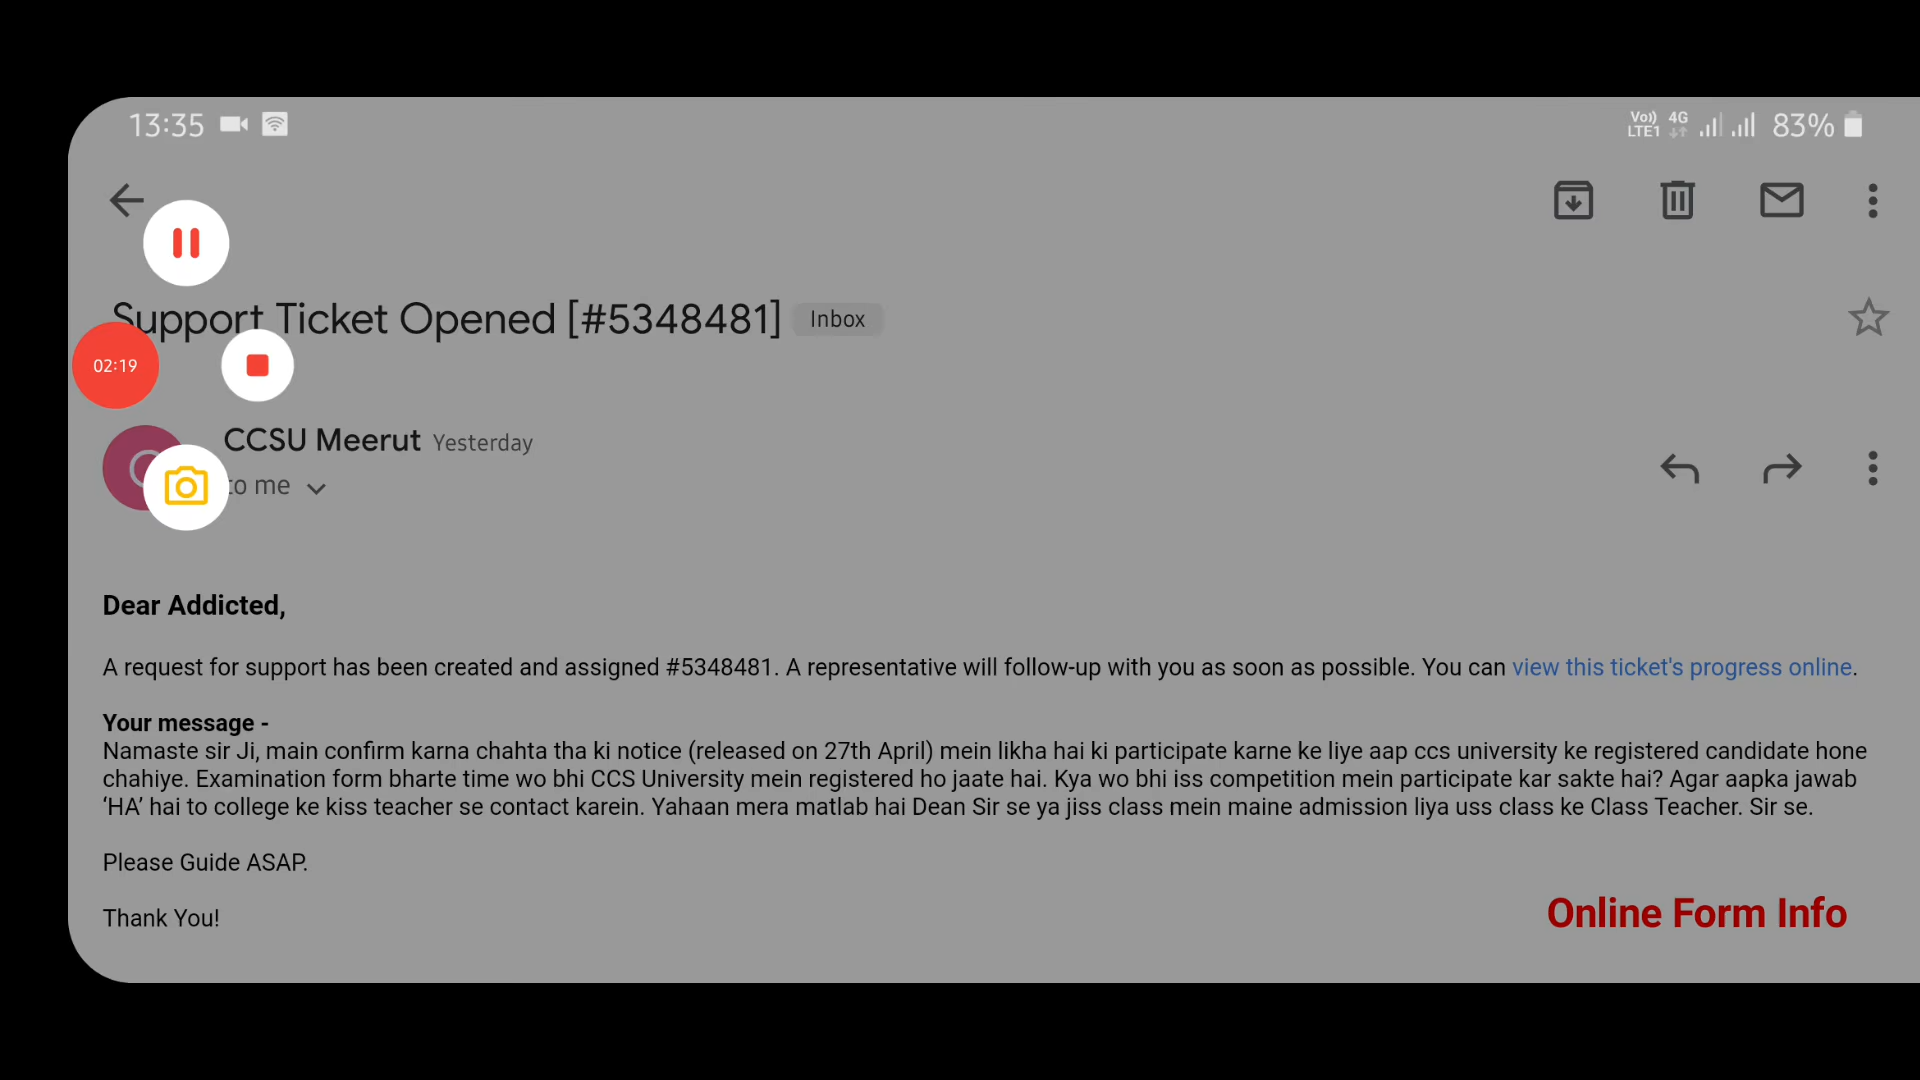 13:35
Vo)) 4G
LTE1
83%
Support Ticket Opened [#5348481] Inbox
02:19
CCSU Meerut Yesterday
to me
Dear Addicted,
A request for support has been created and assigned #5348481. A representative will follow-up with you as soon as possible. You can view this ticket's progress online.
Your message -
Namaste sir Ji, main confirm karna chahta tha ki notice (released on 27th April) mein likha hai ki participate karne ke liye aap ccs university ke registered candidate hone
chahiye. Examination form bharte time wo bhi CCS University mein registered ho jaate hai. Kya wo bhi iss competition mein participate kar sakte hai? Agar aapka jawab
‘HA’ hai to college ke kiss teacher se contact karein. Yahaan mera matlab hai Dean Sir se ya jiss class mein maine admission liya uss class ke Class Teacher. Sir se.
Please Guide ASAP.
Thank You!
Online Form Info